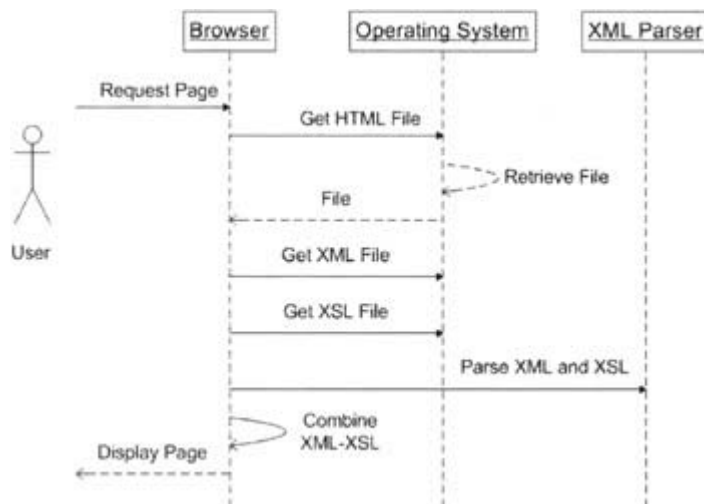 Browser
Operating System
XML Parser
Request Page
Get HTML File
Retrieve File
File
User
Get XML File
Get XSL File
Parse XML and XSL
Combine
XML-XSL
Display Page